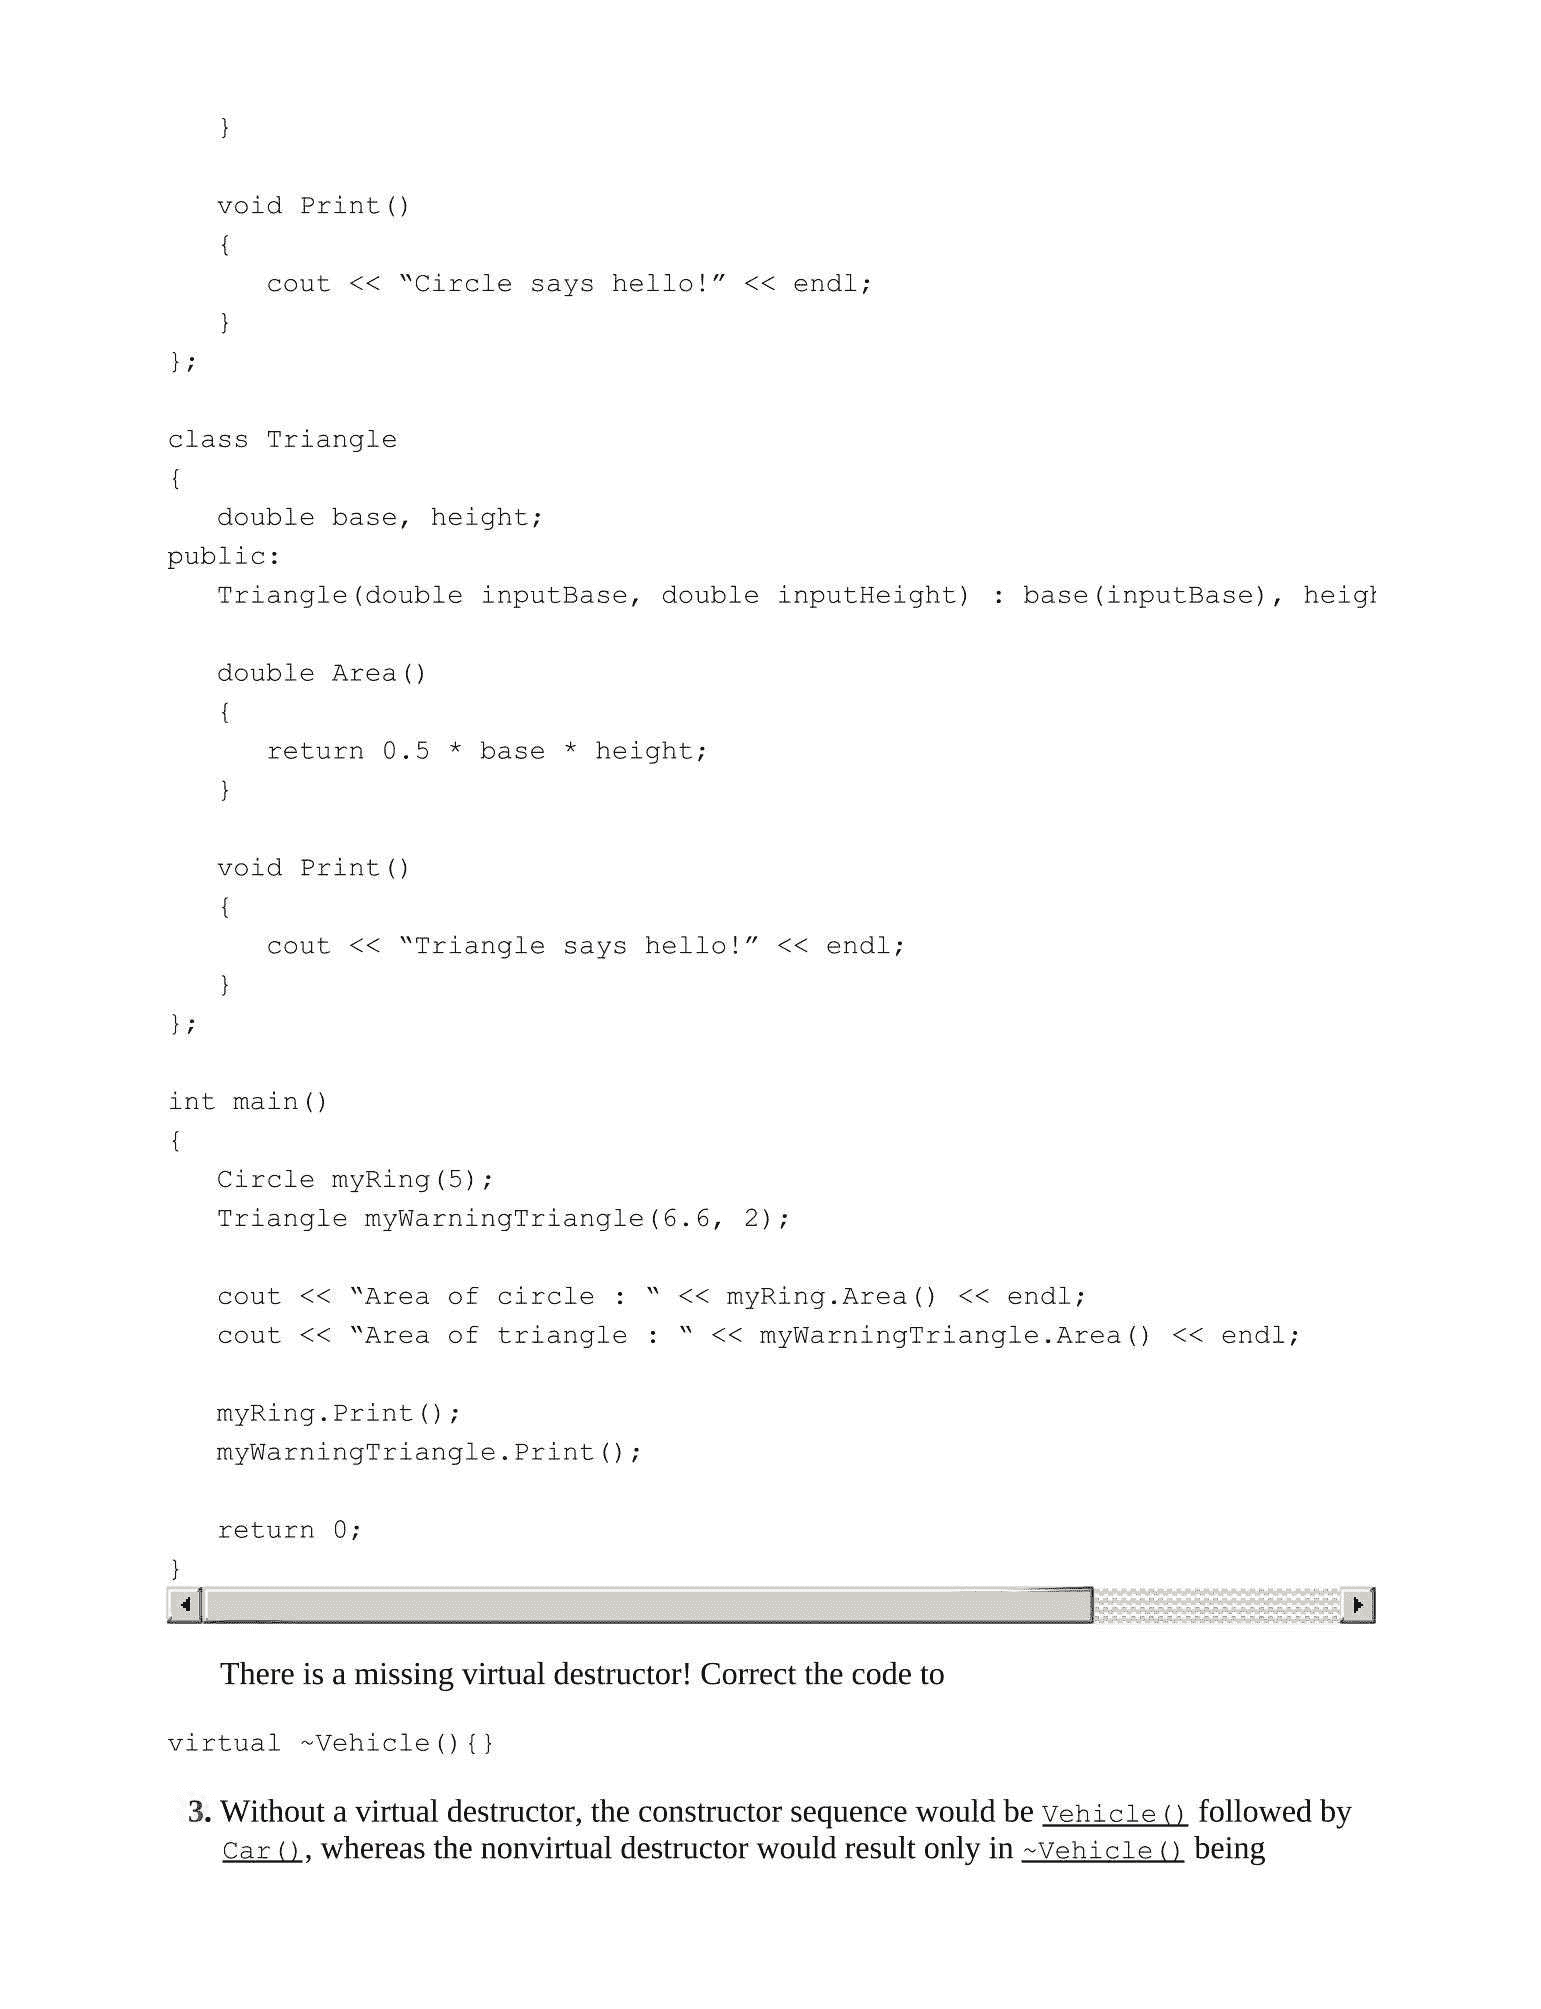 }

   void Print()
   {
      cout << “Circle says hello!” << endl;
   }
};

class Triangle
{
   double base, height;
public:
   Triangle(double inputBase, double inputHeight) : base(inputBase), heigh

   double Area()
   {
      return 0.5 * base * height;
   }

   void Print()
   {
      cout << “Triangle says hello!” << endl;
   }
};

int main()
{
   Circle myRing(5);
   Triangle myWarningTriangle(6.6, 2);

   cout << “Area of circle : “ << myRing.Area() << endl;
   cout << “Area of triangle : “ << myWarningTriangle.Area() << endl;

   myRing.Print();
   myWarningTriangle.Print();

   return 0;
}
There is a missing virtual destructor! Correct the code to
virtual ~Vehicle(){}
3. Without a virtual destructor, the constructor sequence would be Vehicle() followed by
Car(), whereas the nonvirtual destructor would result only in ~Vehicle() being